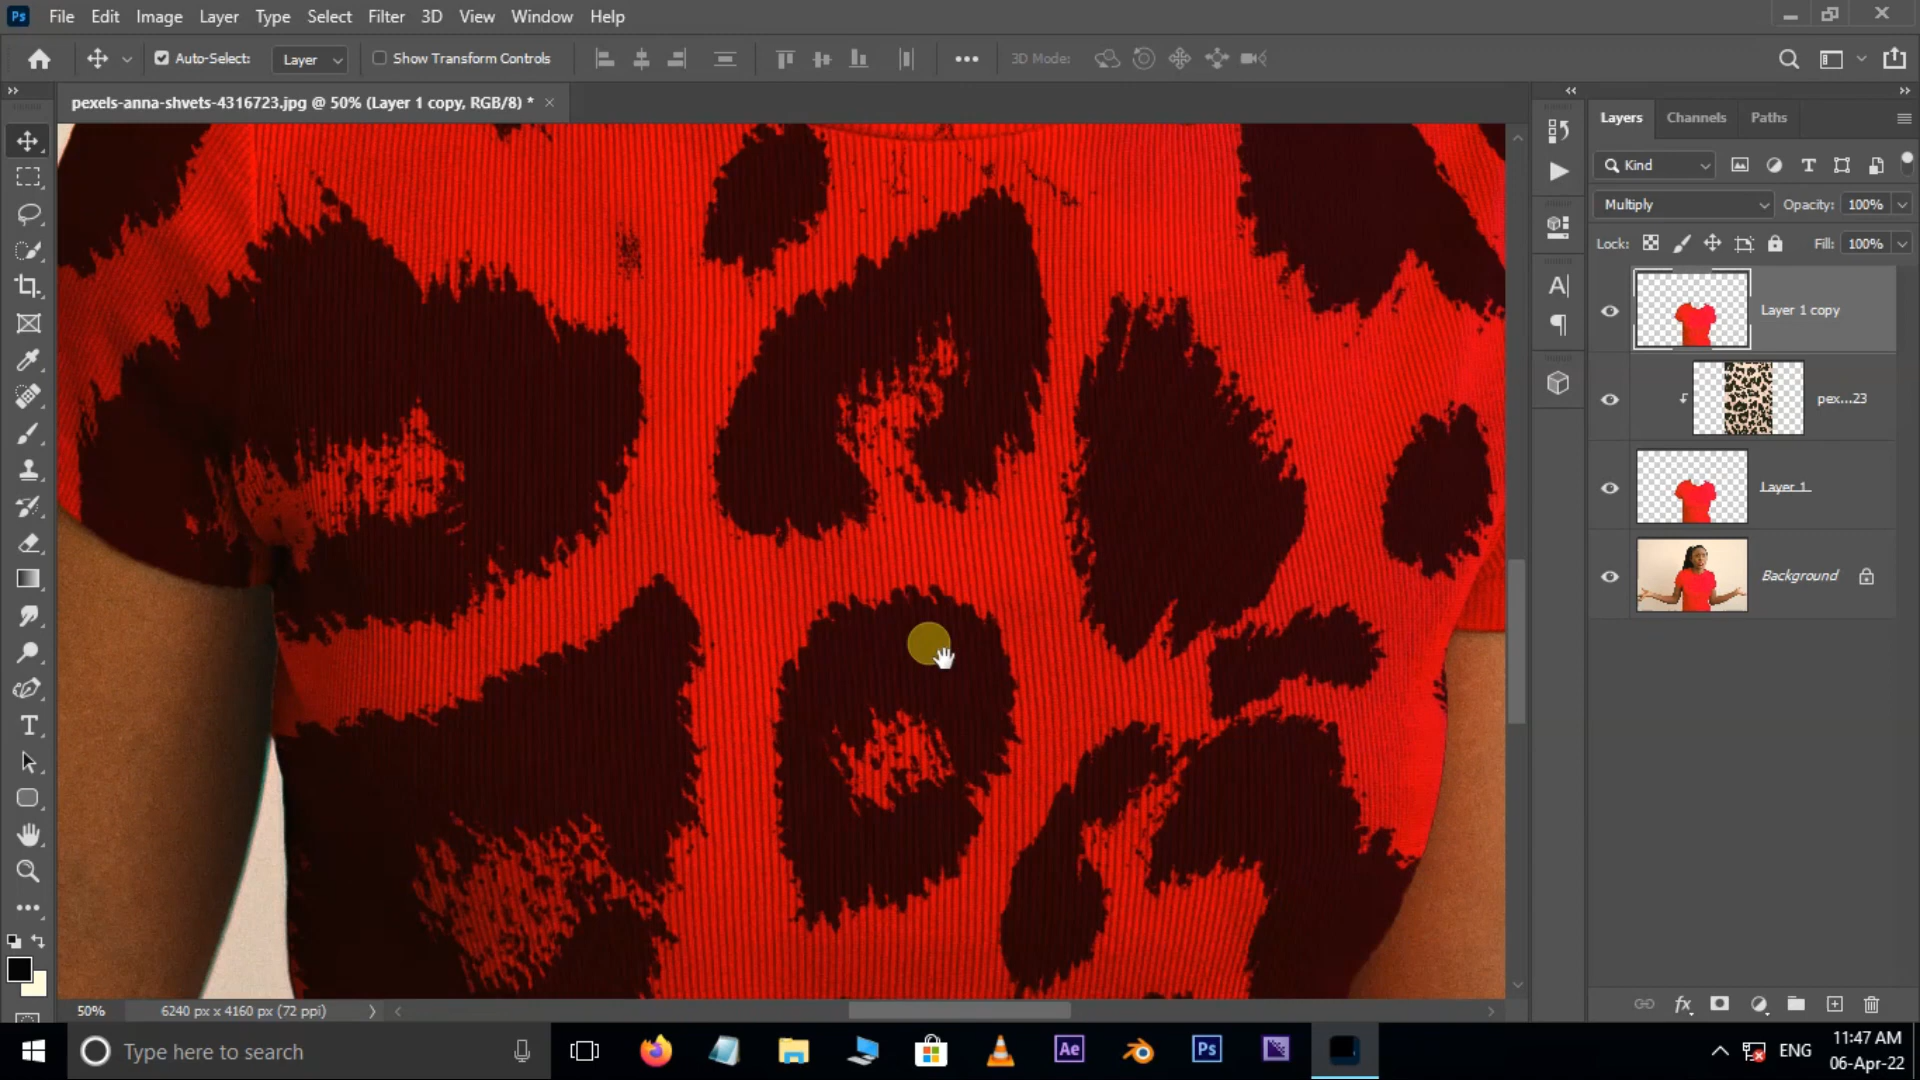 Ps File Edit Image Layer Type Select Filter 3D View Window Help
Auto-Select: Layer Show Transform Controls 3D Mode:
pexels-anna-shvets-4316723.jpg @ 50% (Layer 1 copy, RGB/8) *
Layers Channels Paths
Kind
Multiply Opacity: 100%
Lock: Fill: 100%
Layer 1 copy
pex...23
Layer 1
Background
50% 6240 px x 4160 px (72 ppi)
Type here to search
Ae
Ps
ENG
11:47 AM
06-Apr-22